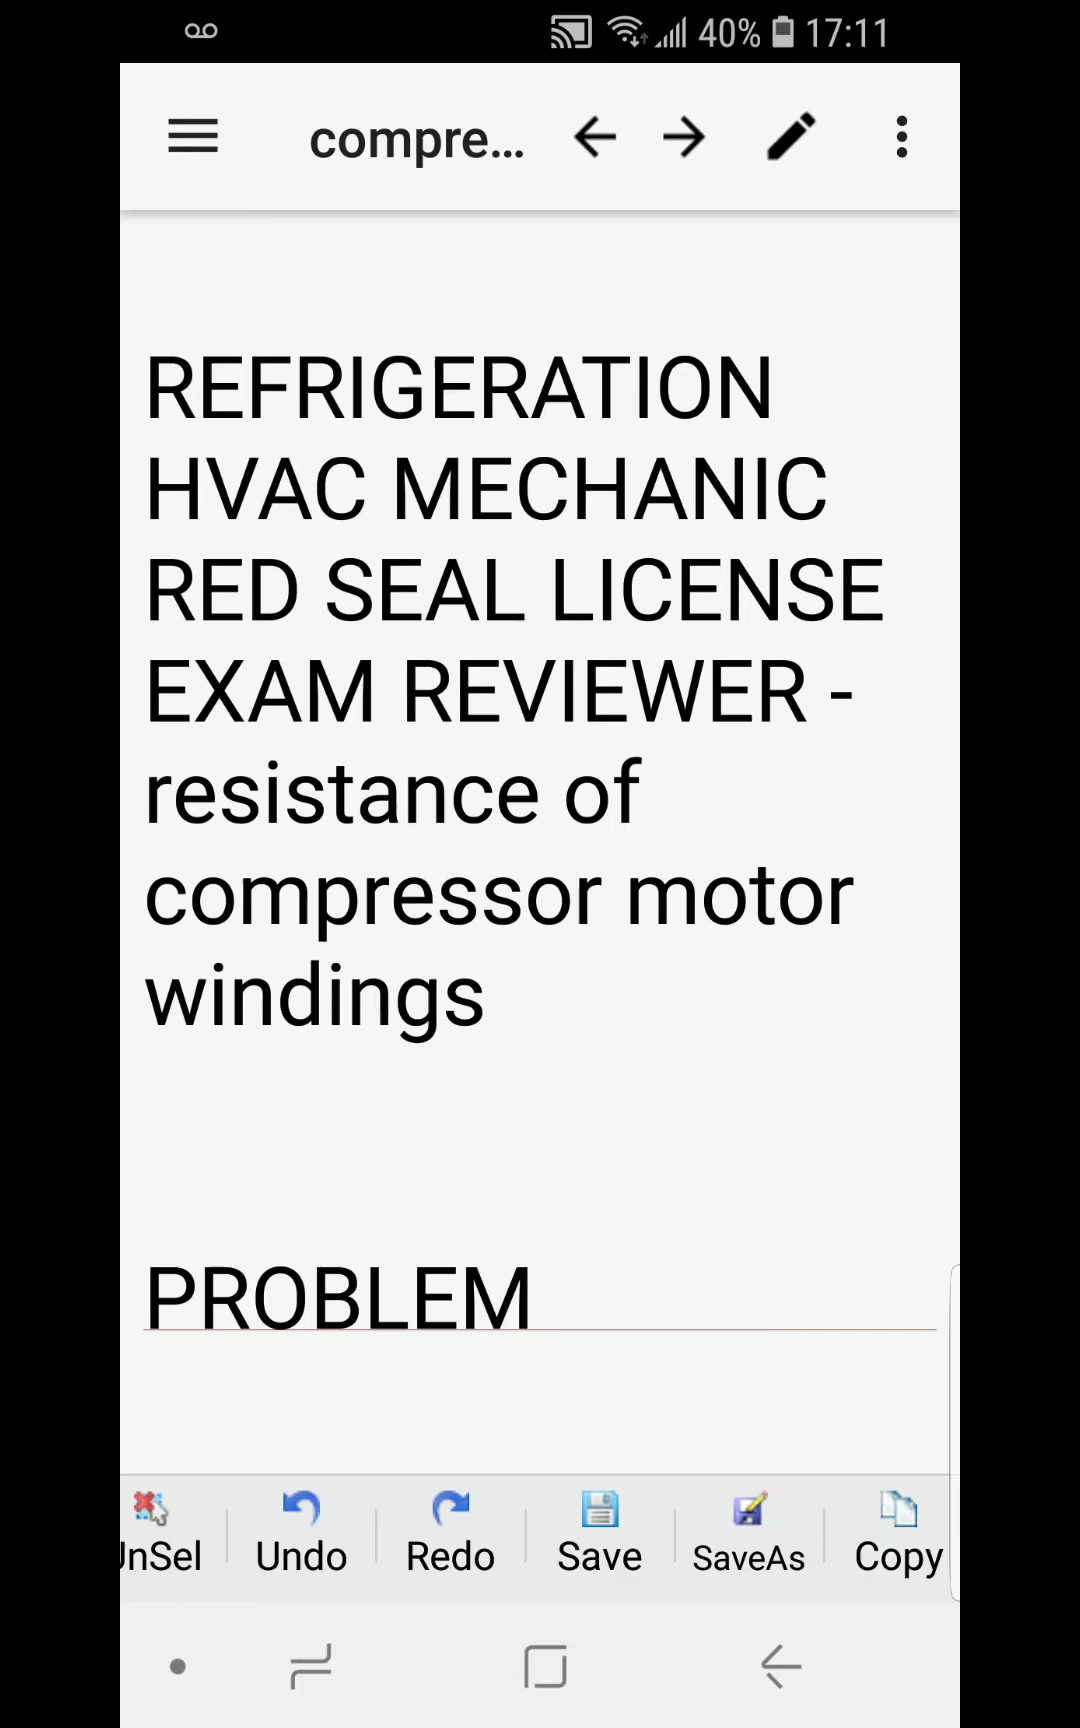 40% 17:11
compre...
REFRIGERATION
HVAC MECHANIC
RED SEAL LICENSE
EXAM REVIEWER -
resistance of
compressor motor
windings
PROBLEM
UnSel Undo Redo Save SaveAs Copy